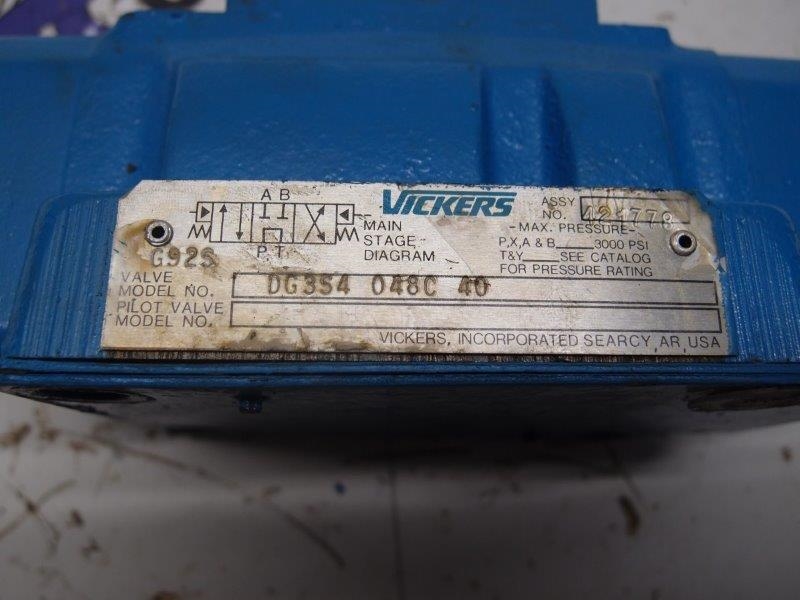 A B
VICKERS
ASSY NO. 421778
MAIN STAGE DIAGRAM
-MAX. PRESSURE-
P,X,A & B 3000 PSI
T&Y SEE CATALOG
FOR PRESSURE RATING
P T
G92S
VALVE MODEL NO. DG3S4 048C 40
PILOT VALVE MODEL NO.
VICKERS, INCORPORATED SEARCY, AR, USA